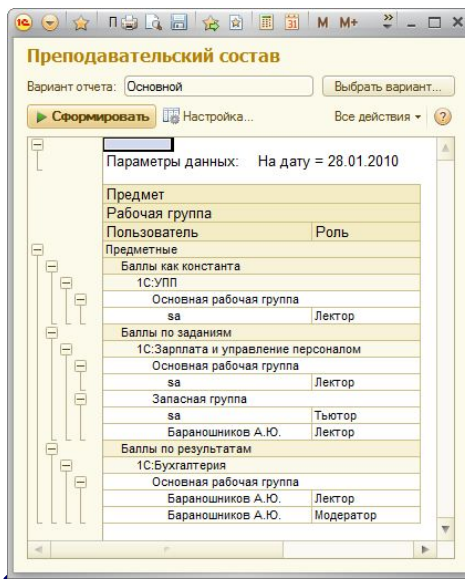 1С П M M+
Преподавательский состав
Вариант отчета: Основной Выбрать вариант...
Сформировать Настройка... Все действия ?
Параметры данных: На дату = 28.01.2010
Предмет
Рабочая группа
Пользователь Роль
Предметные
Баллы как константа
1С:УПП
Основная рабочая группа
sa Лектор
Баллы по заданиям
1С:Зарплата и управление персоналом
Основная рабочая группа
sa Лектор
Запасная группа
sa Тьютор
Бараношников А.Ю. Лектор
Баллы по результатам
1С:Бухгалтерия
Основная рабочая группа
Бараношников А.Ю. Лектор
Бараношников А.Ю. Модератор